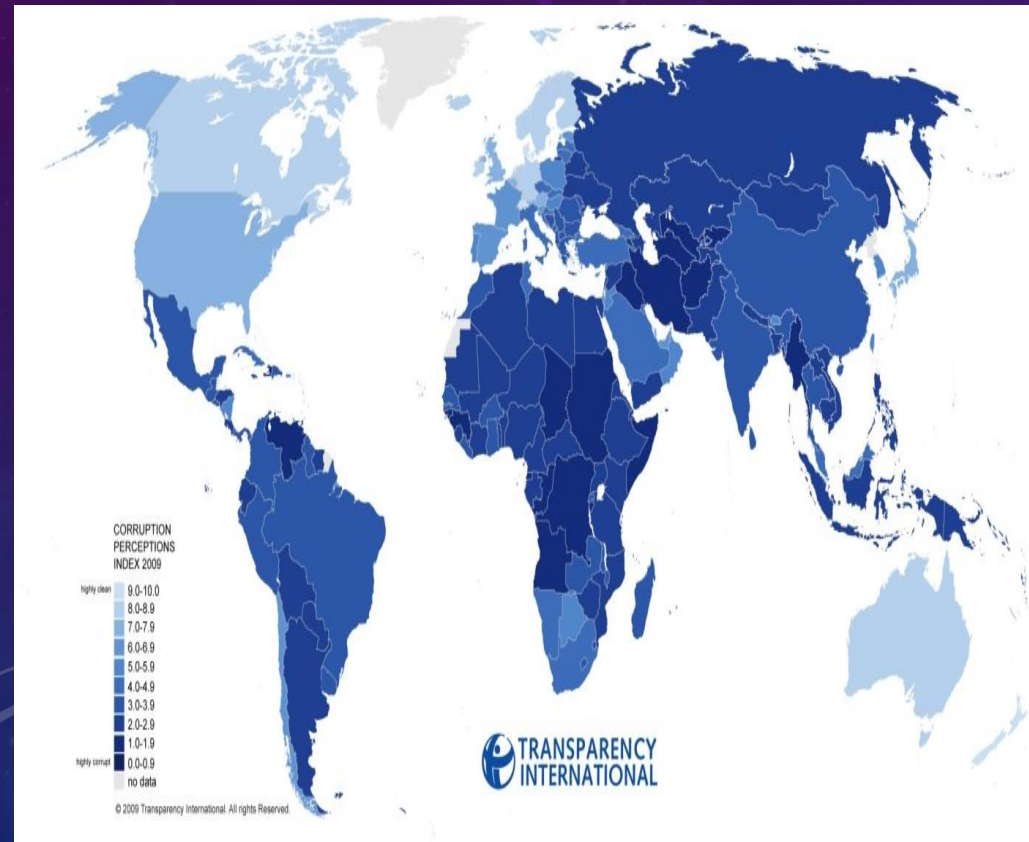 CORRUPTION
PERCEPTIONS
INDEX 2009
highly clean 9.0-10.0
8.0-8.9
7.0-7.9
6.0-6.9
5.0-5.9
4.0-4.9
3.0-3.9
2.0-2.9
1.0-1.9
highly corrupt 0.0-0.9
no data
© 2009 Transparency International. All rights Reserved.
TRANSPARENCY
INTERNATIONAL